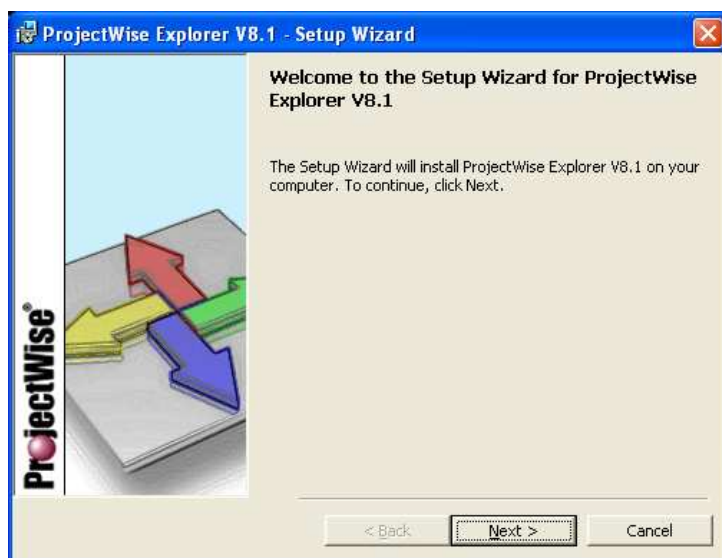 ProjectWise Explorer V8.1 - Setup Wizard
Welcome to the Setup Wizard for ProjectWise
Explorer V8.1
The Setup Wizard will install ProjectWise Explorer V8.1 on your
computer. To continue, click Next.
ProjectWise®
< Back
Next >
Cancel